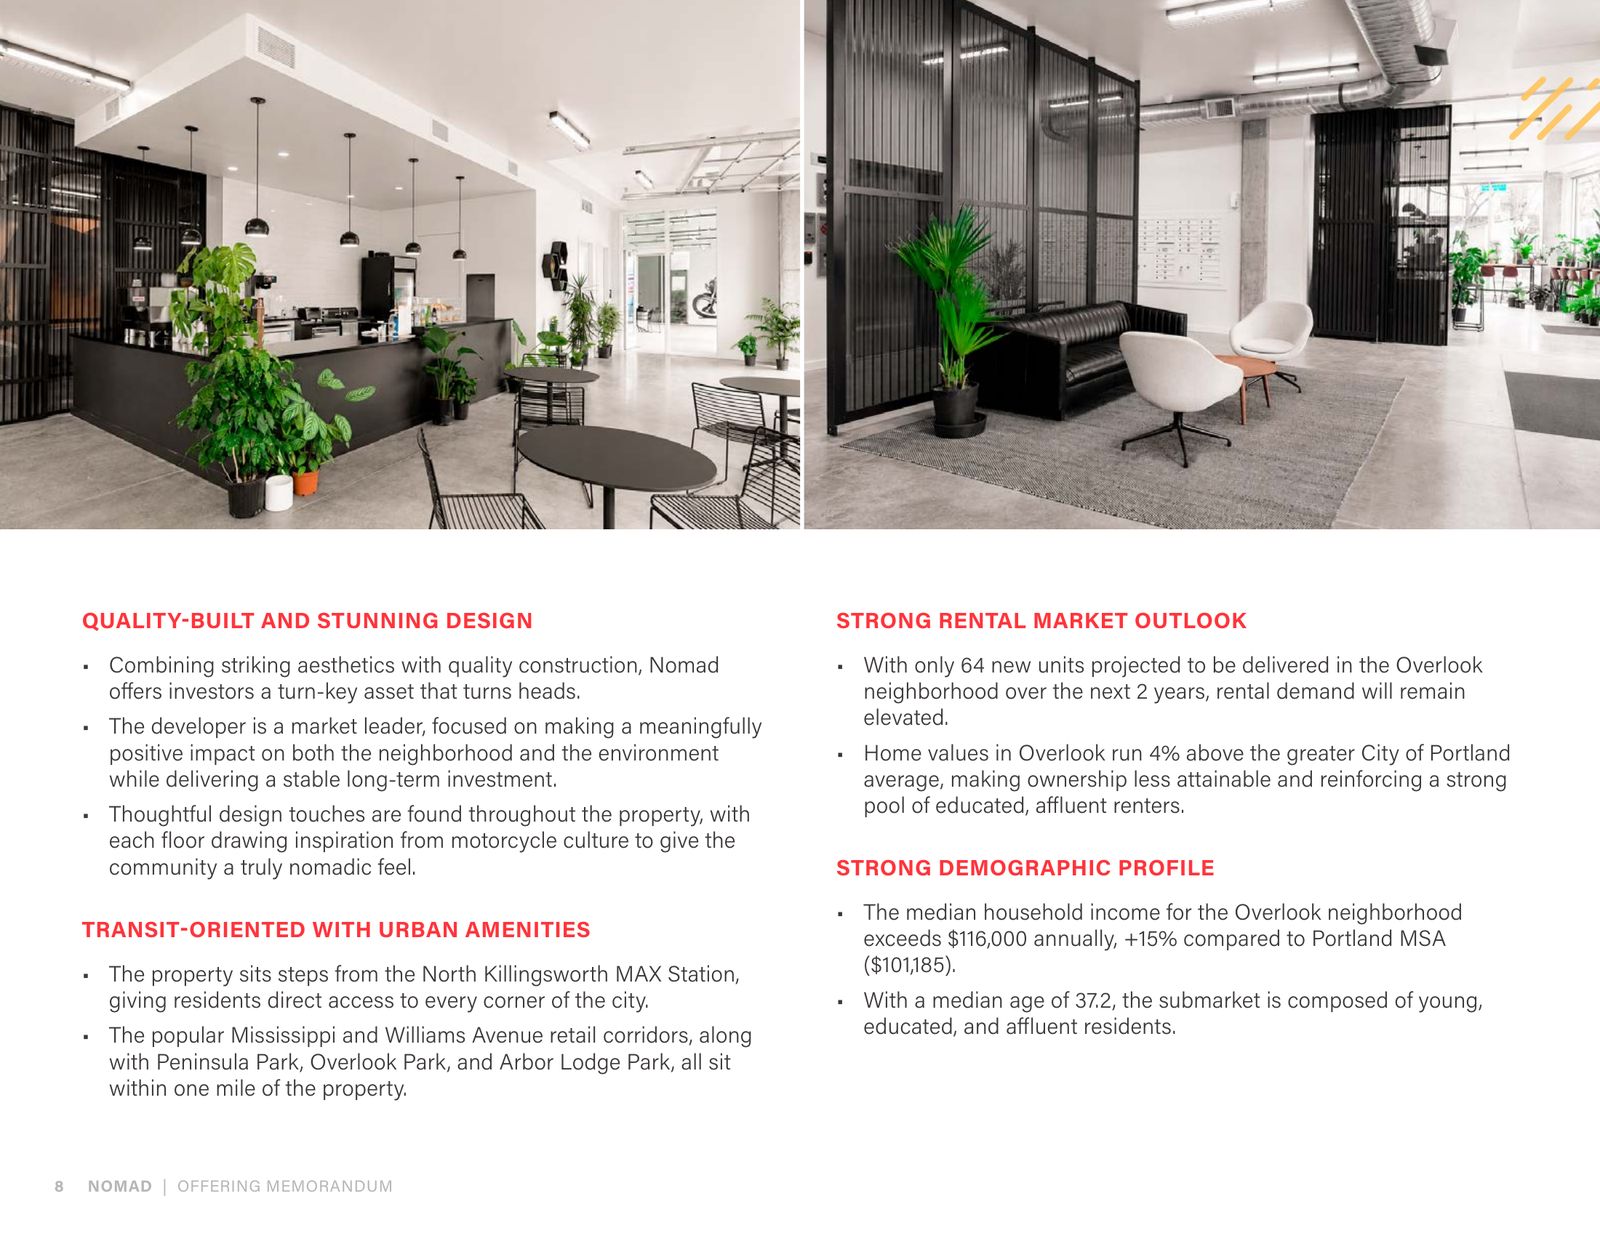 QUALITY-BUILT AND STUNNING DESIGN
▪ Combining striking aesthetics with quality construction, Nomad
offers investors a turn-key asset that turns heads.
▪ The developer is a market leader, focused on making a meaningfully
positive impact on both the neighborhood and the environment
while delivering a stable long-term investment.
▪ Thoughtful design touches are found throughout the property, with
each floor drawing inspiration from motorcycle culture to give the
community a truly nomadic feel.
TRANSIT-ORIENTED WITH URBAN AMENITIES
▪ The property sits steps from the North Killingsworth MAX Station,
giving residents direct access to every corner of the city.
▪ The popular Mississippi and Williams Avenue retail corridors, along
with Peninsula Park, Overlook Park, and Arbor Lodge Park, all sit
within one mile of the property.
STRONG RENTAL MARKET OUTLOOK
▪ With only 64 new units projected to be delivered in the Overlook
neighborhood over the next 2 years, rental demand will remain
elevated.
▪ Home values in Overlook run 4% above the greater City of Portland
average, making ownership less attainable and reinforcing a strong
pool of educated, affluent renters.
STRONG DEMOGRAPHIC PROFILE
▪ The median household income for the Overlook neighborhood
exceeds $116,000 annually, +15% compared to Portland MSA
($101,185).
▪ With a median age of 37.2, the submarket is composed of young,
educated, and affluent residents.
8 NOMAD | OFFERING MEMORANDUM